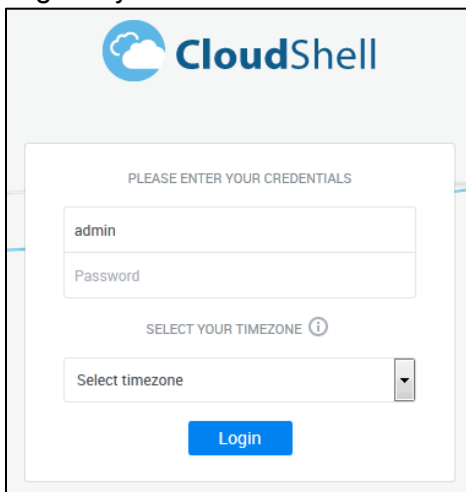 CloudShell
PLEASE ENTER YOUR CREDENTIALS
admin
Password
SELECT YOUR TIMEZONE
Select timezone
Login